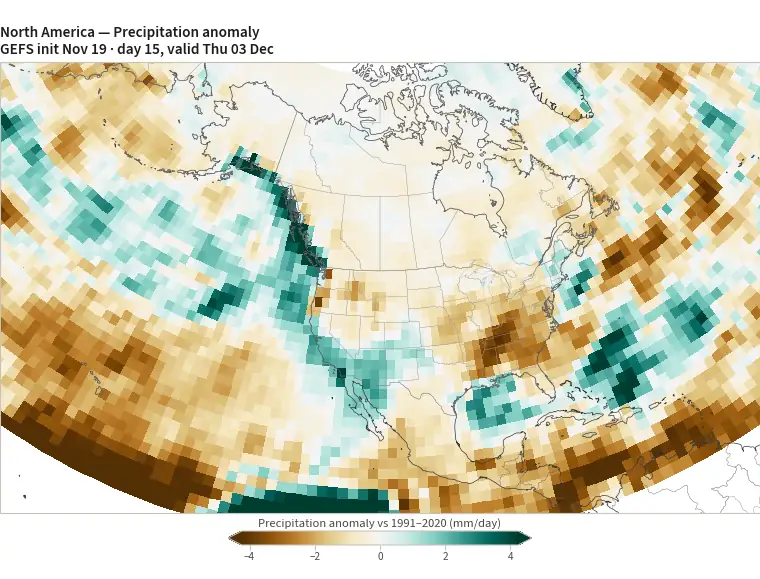 North America — Precipitation anomaly
GEFS init Nov 19 · day 15, valid Thu 03 Dec
Precipitation anomaly vs 1991–2020 (mm/day)
−4 −2 0 2 4